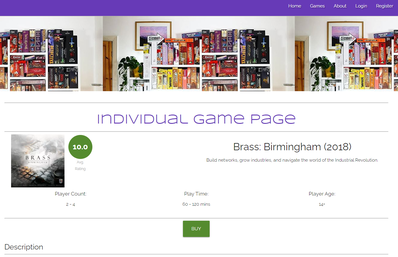 Home Games About Login Register
Individual Game Page
BRASS
10.0
Avg.
Rating
Brass: Birmingham (2018)
Build networks, grow industries, and navigate the world of the Industrial Revolution.
Player Count:
2–4
Play Time:
60 - 120 mins
Player Age:
14+
BUY
Description